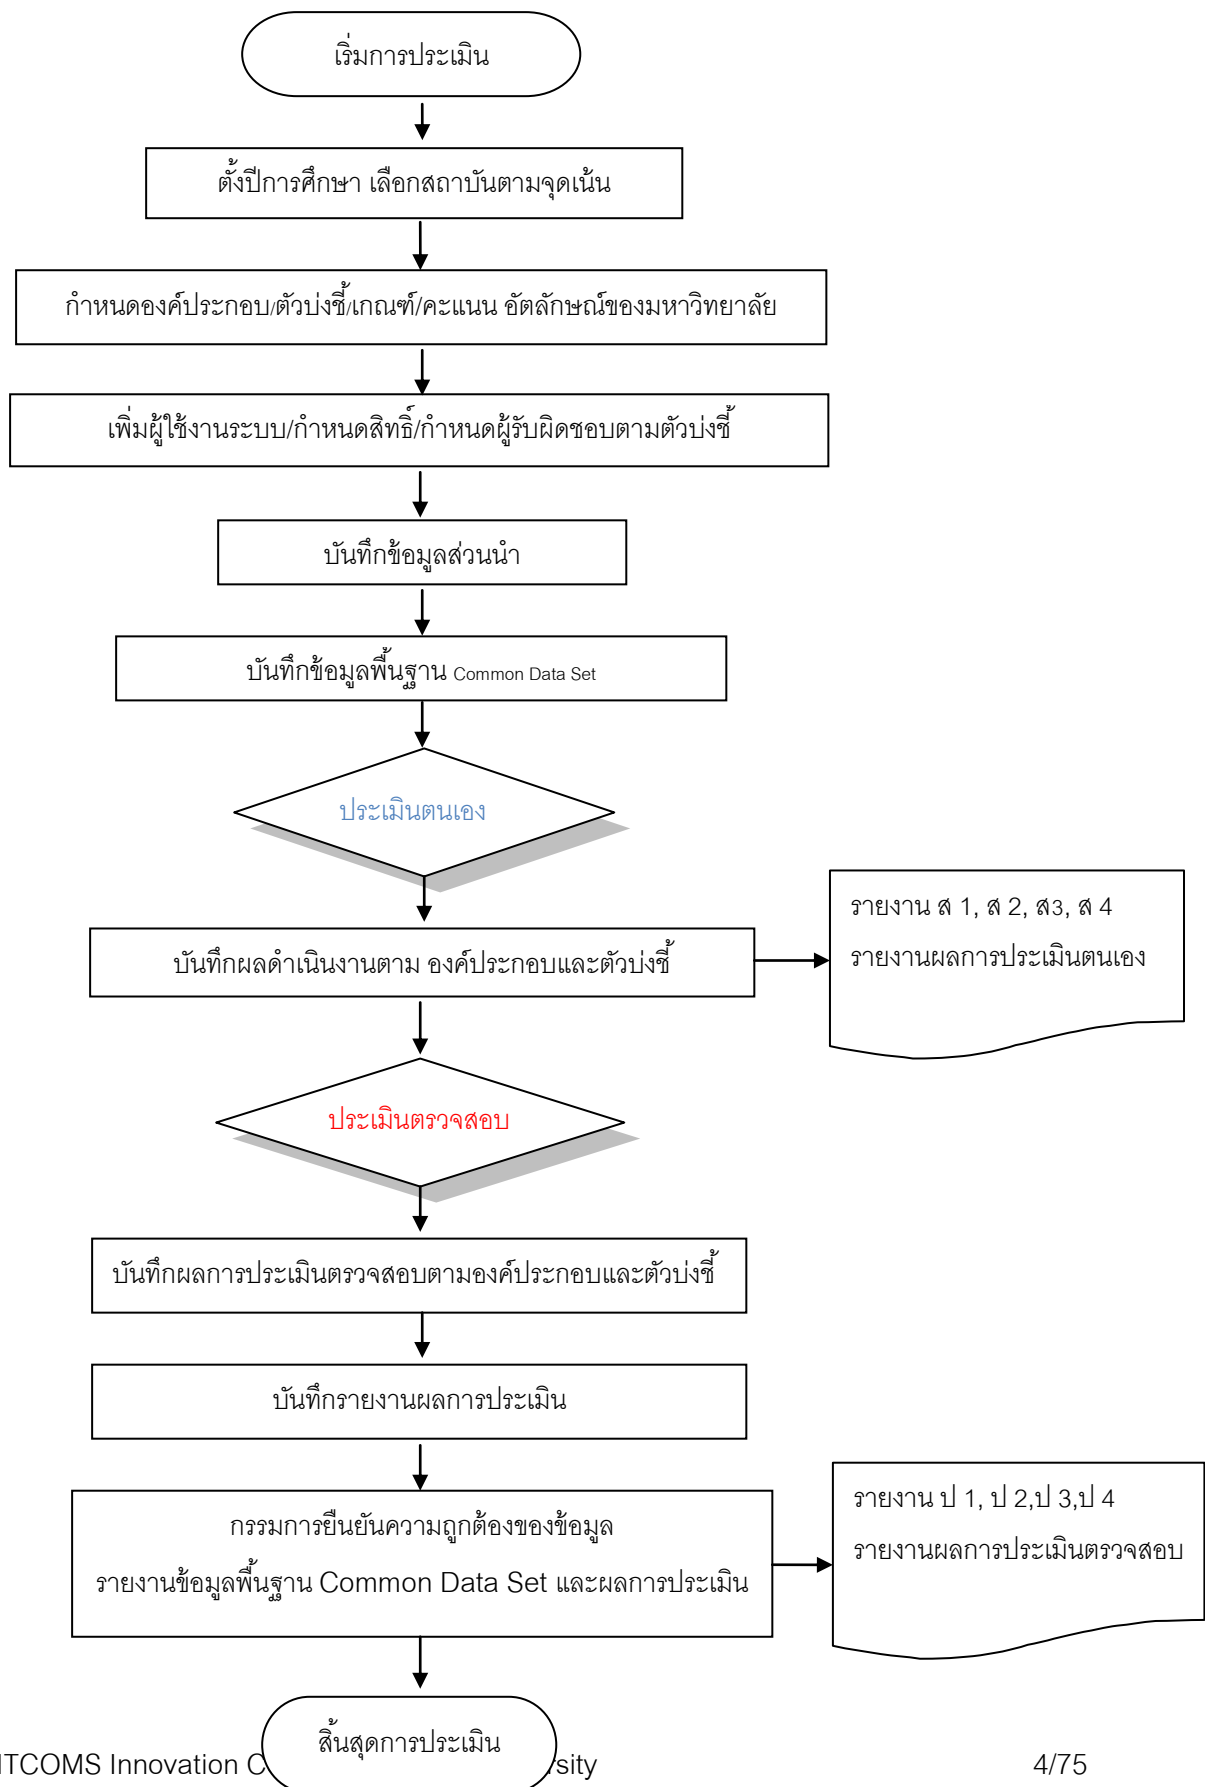 เริ่มการประเมิน
ตั้งปีการศึกษา เลือกสถาบันตามจุดเน้น
กำหนดองค์ประกอบ/ตัวบ่งชี้/เกณฑ์/คะแนน อัตลักษณ์ของมหาวิทยาลัย
เพิ่มผู้ใช้งานระบบ/กำหนดสิทธิ์/กำหนดผู้รับผิดชอบตามตัวบ่งชี้
บันทึกข้อมูลส่วนนำ
บันทึกข้อมูลพื้นฐาน Common Data Set
ประเมินตนเอง
บันทึกผลดำเนินงานตาม องค์ประกอบและตัวบ่งชี้
รายงาน ส 1, ส 2, ส3, ส 4
รายงานผลการประเมินตนเอง
ประเมินตรวจสอบ
บันทึกผลการประเมินตรวจสอบตามองค์ประกอบและตัวบ่งชี้
บันทึกรายงานผลการประเมิน
กรรมการยืนยันความถูกต้องของข้อมูล
รายงานข้อมูลพื้นฐาน Common Data Set และผลการประเมิน
รายงาน ป 1, ป 2,ป 3,ป 4
รายงานผลการประเมินตรวจสอบ
สิ้นสุดการประเมิน
ITCOMS Innovation 4/75